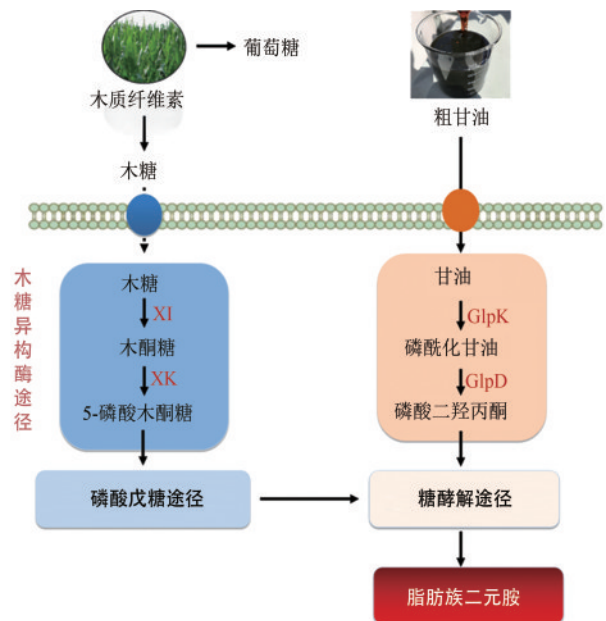 葡萄糖
木质纤维素
粗甘油
木糖
木糖异构酶途径
木糖
XI
木酮糖
XK
5-磷酸木酮糖
甘油
GlpK
磷酰化甘油
GlpD
磷酸二羟丙酮
磷酸戊糖途径
糖酵解途径
脂肪族二元胺